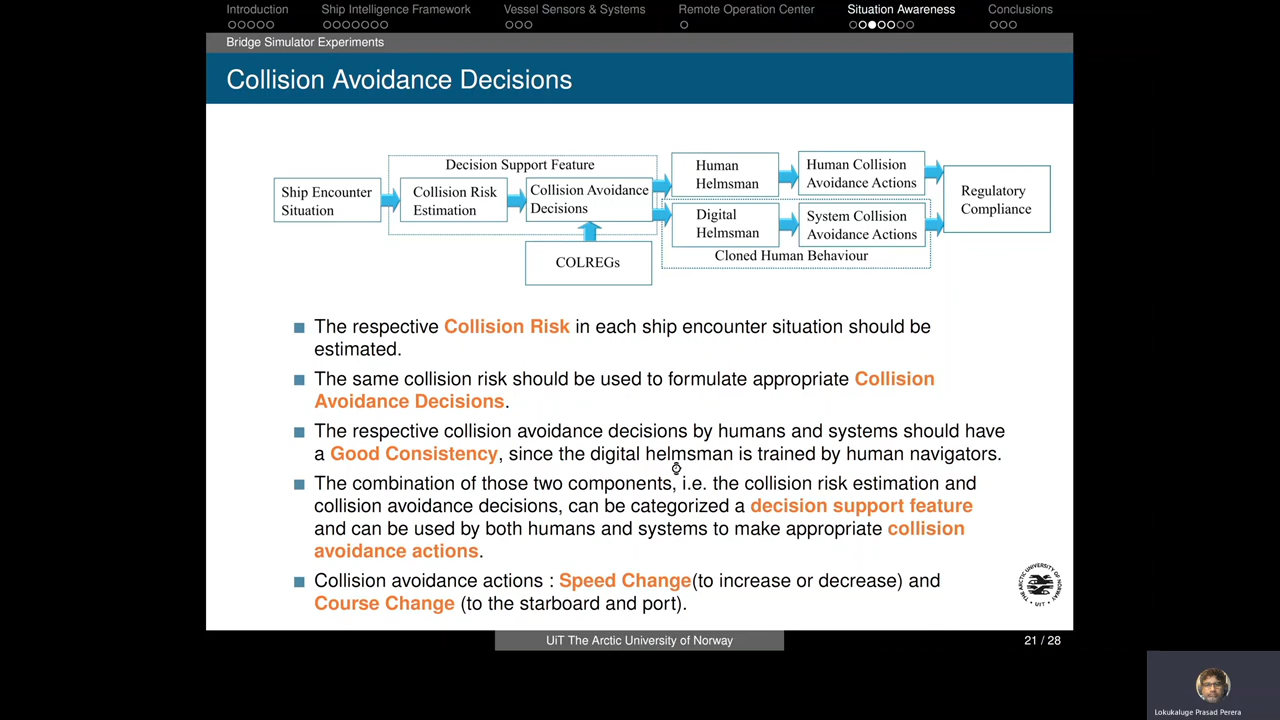 Introduction
Ship Intelligence Framework
Vessel Sensors & Systems
Remote Operation Center
Situation Awareness
Conclusions
Bridge Simulator Experiments
Collision Avoidance Decisions
Decision Support Feature
Ship Encounter
Situation
Collision Risk
Estimation
Collision Avoidance
Decisions
COLREGs
Human
Helmsman
Human Collision
Avoidance Actions
Digital
Helmsman
System Collision
Avoidance Actions
Cloned Human Behaviour
Regulatory
Compliance
The respective Collision Risk in each ship encounter situation should be
estimated.
The same collision risk should be used to formulate appropriate Collision
Avoidance Decisions.
The respective collision avoidance decisions by humans and systems should have
a Good Consistency, since the digital helmsman is trained by human navigators.
The combination of those two components, i.e. the collision risk estimation and
collision avoidance decisions, can be categorized a decision support feature
and can be used by both humans and systems to make appropriate collision
avoidance actions.
Collision avoidance actions : Speed Change(to increase or decrease) and
Course Change (to the starboard and port).
THE ARCTIC UNIVERSITY OF NORWAY
UiT
UiT The Arctic University of Norway
21 / 28
Lokukaluge Prasad Perera